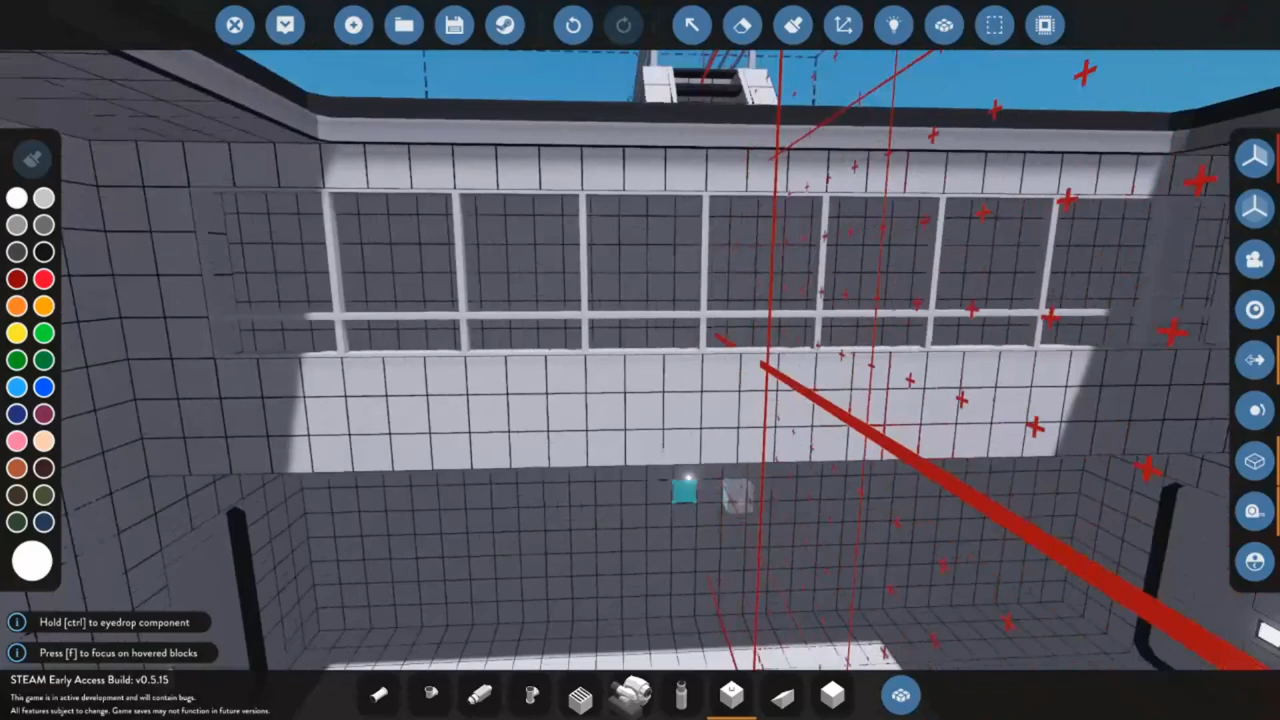 Hold [ctrl] to eyedrop component
Press [f] to focus on hovered blocks
STEAM Early Access Build: v0.5.15
This game is in active development and will contain bugs.
All features subject to change. Game saves may not function in future versions.